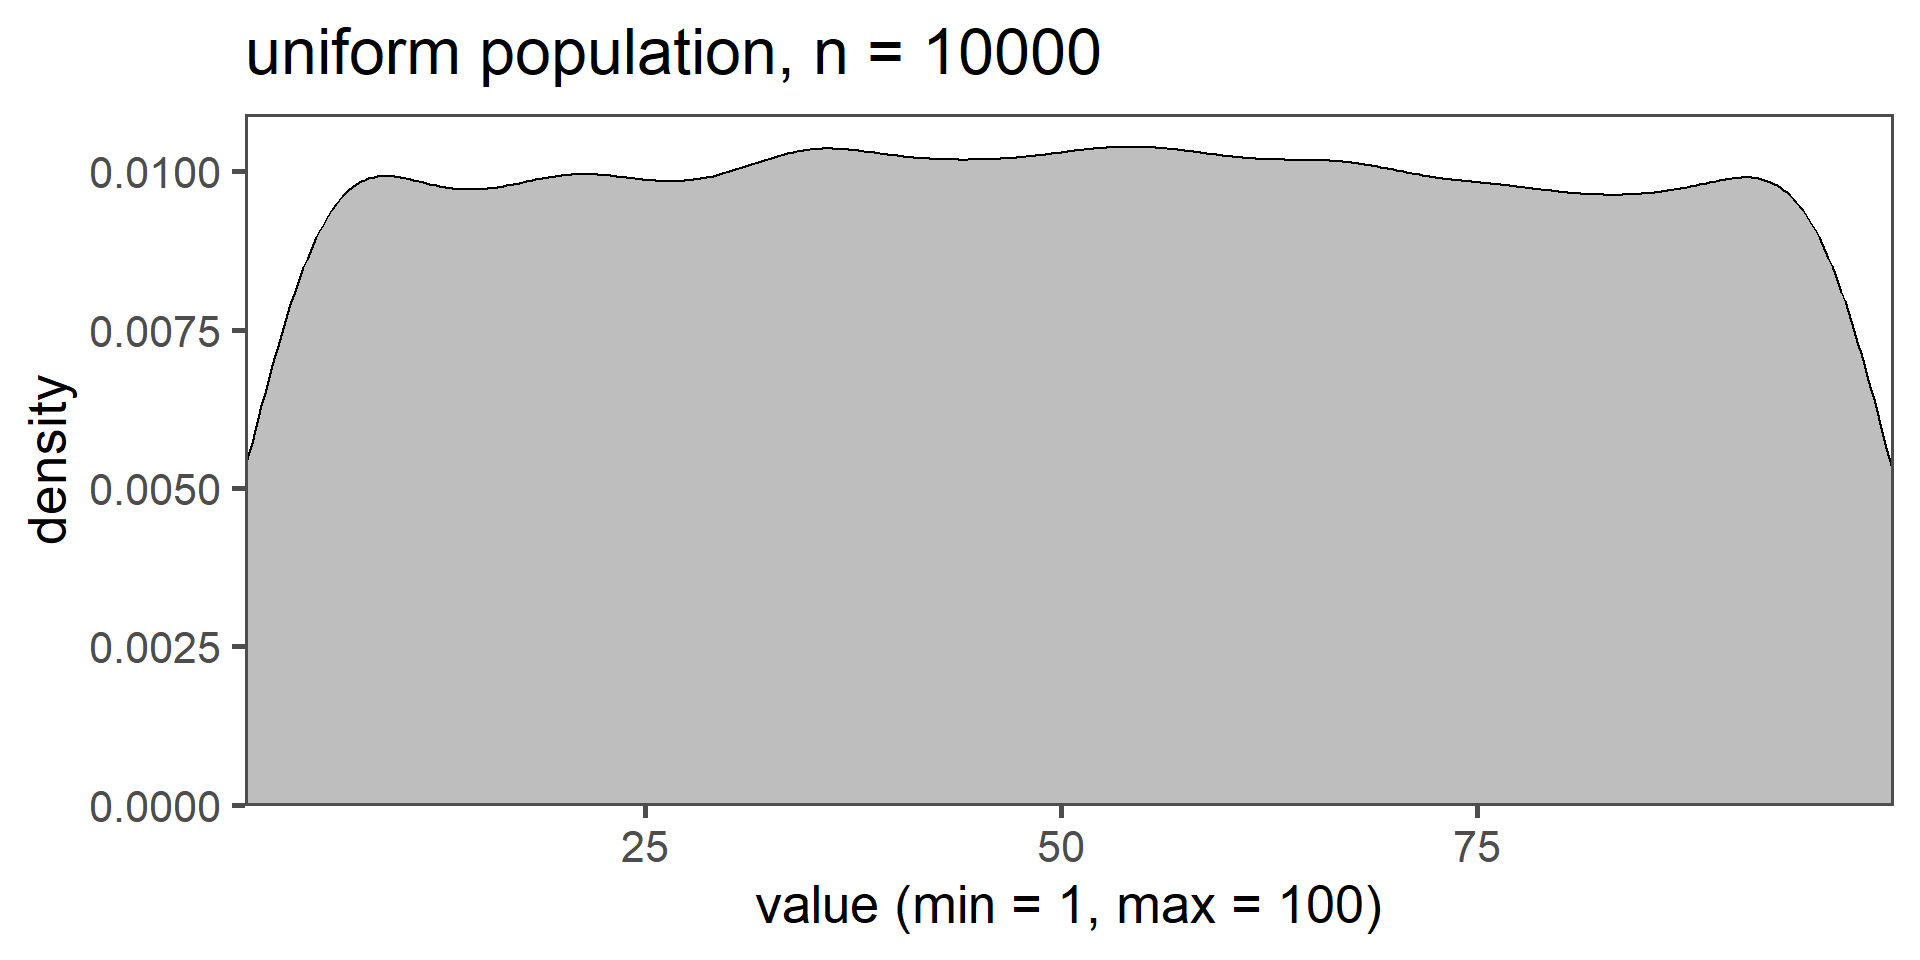 uniform population, n = 10000
density
0.0100
0.0075
0.0050
0.0025
0.0000
25 50 75
value (min = 1, max = 100)